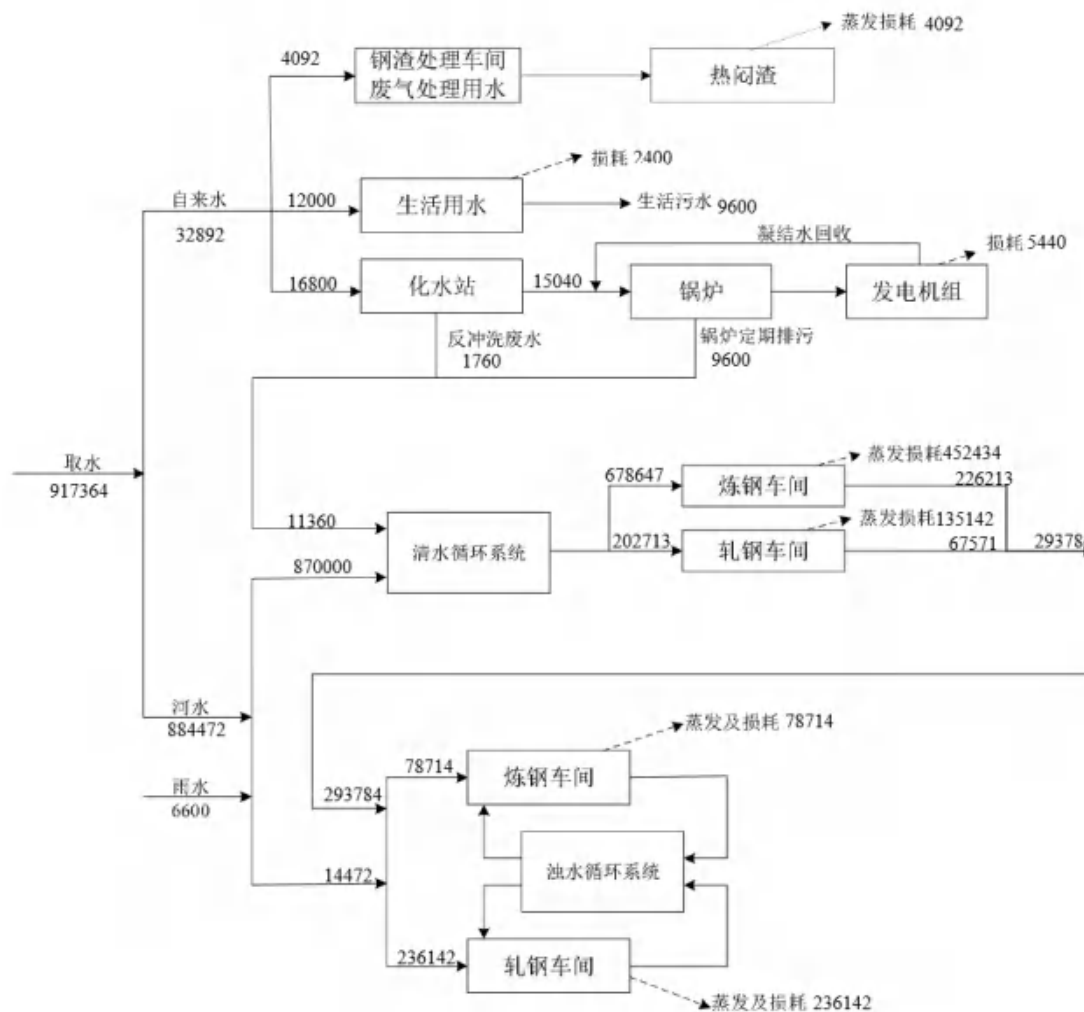 蒸发损耗 4092
4092
钢渣处理车间
废气处理用水
热闷渣
损耗 2400
自来水
32892
12000
生活用水
生活污水 9600
凝结水回收
损耗 5440
16800
化水站
15040
锅炉
发电机组
反冲洗废水
1760
锅炉定期排污
9600
取水
917364
蒸发损耗452434
678647
炼钢车间
226213
11360
清水循环系统
蒸发损耗135142
202713
轧钢车间
67571
293784
870000
河水
884472
蒸发及损耗 78714
78714
炼钢车间
雨水
6600
293784
浊水循环系统
14472
236142
轧钢车间
蒸发及损耗 236142